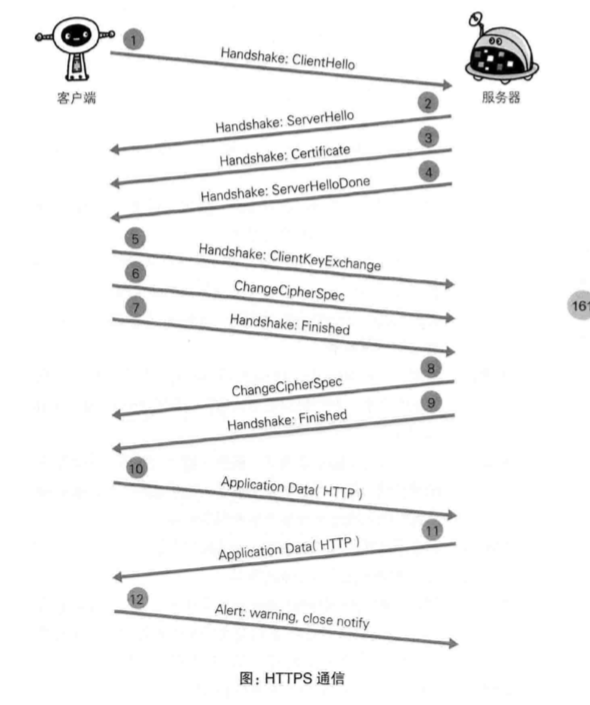 1
Handshake: ClientHello
客户端
服务器
2
Handshake: ServerHello
3
Handshake: Certificate
4
Handshake: ServerHelloDone
5
Handshake: ClientKeyExchange
6
ChangeCipherSpec
7
Handshake: Finished
161
8
ChangeCipherSpec
9
Handshake: Finished
10
Application Data( HTTP )
11
Application Data( HTTP )
12
Alert: warning, close notify
图：HTTPS 通信